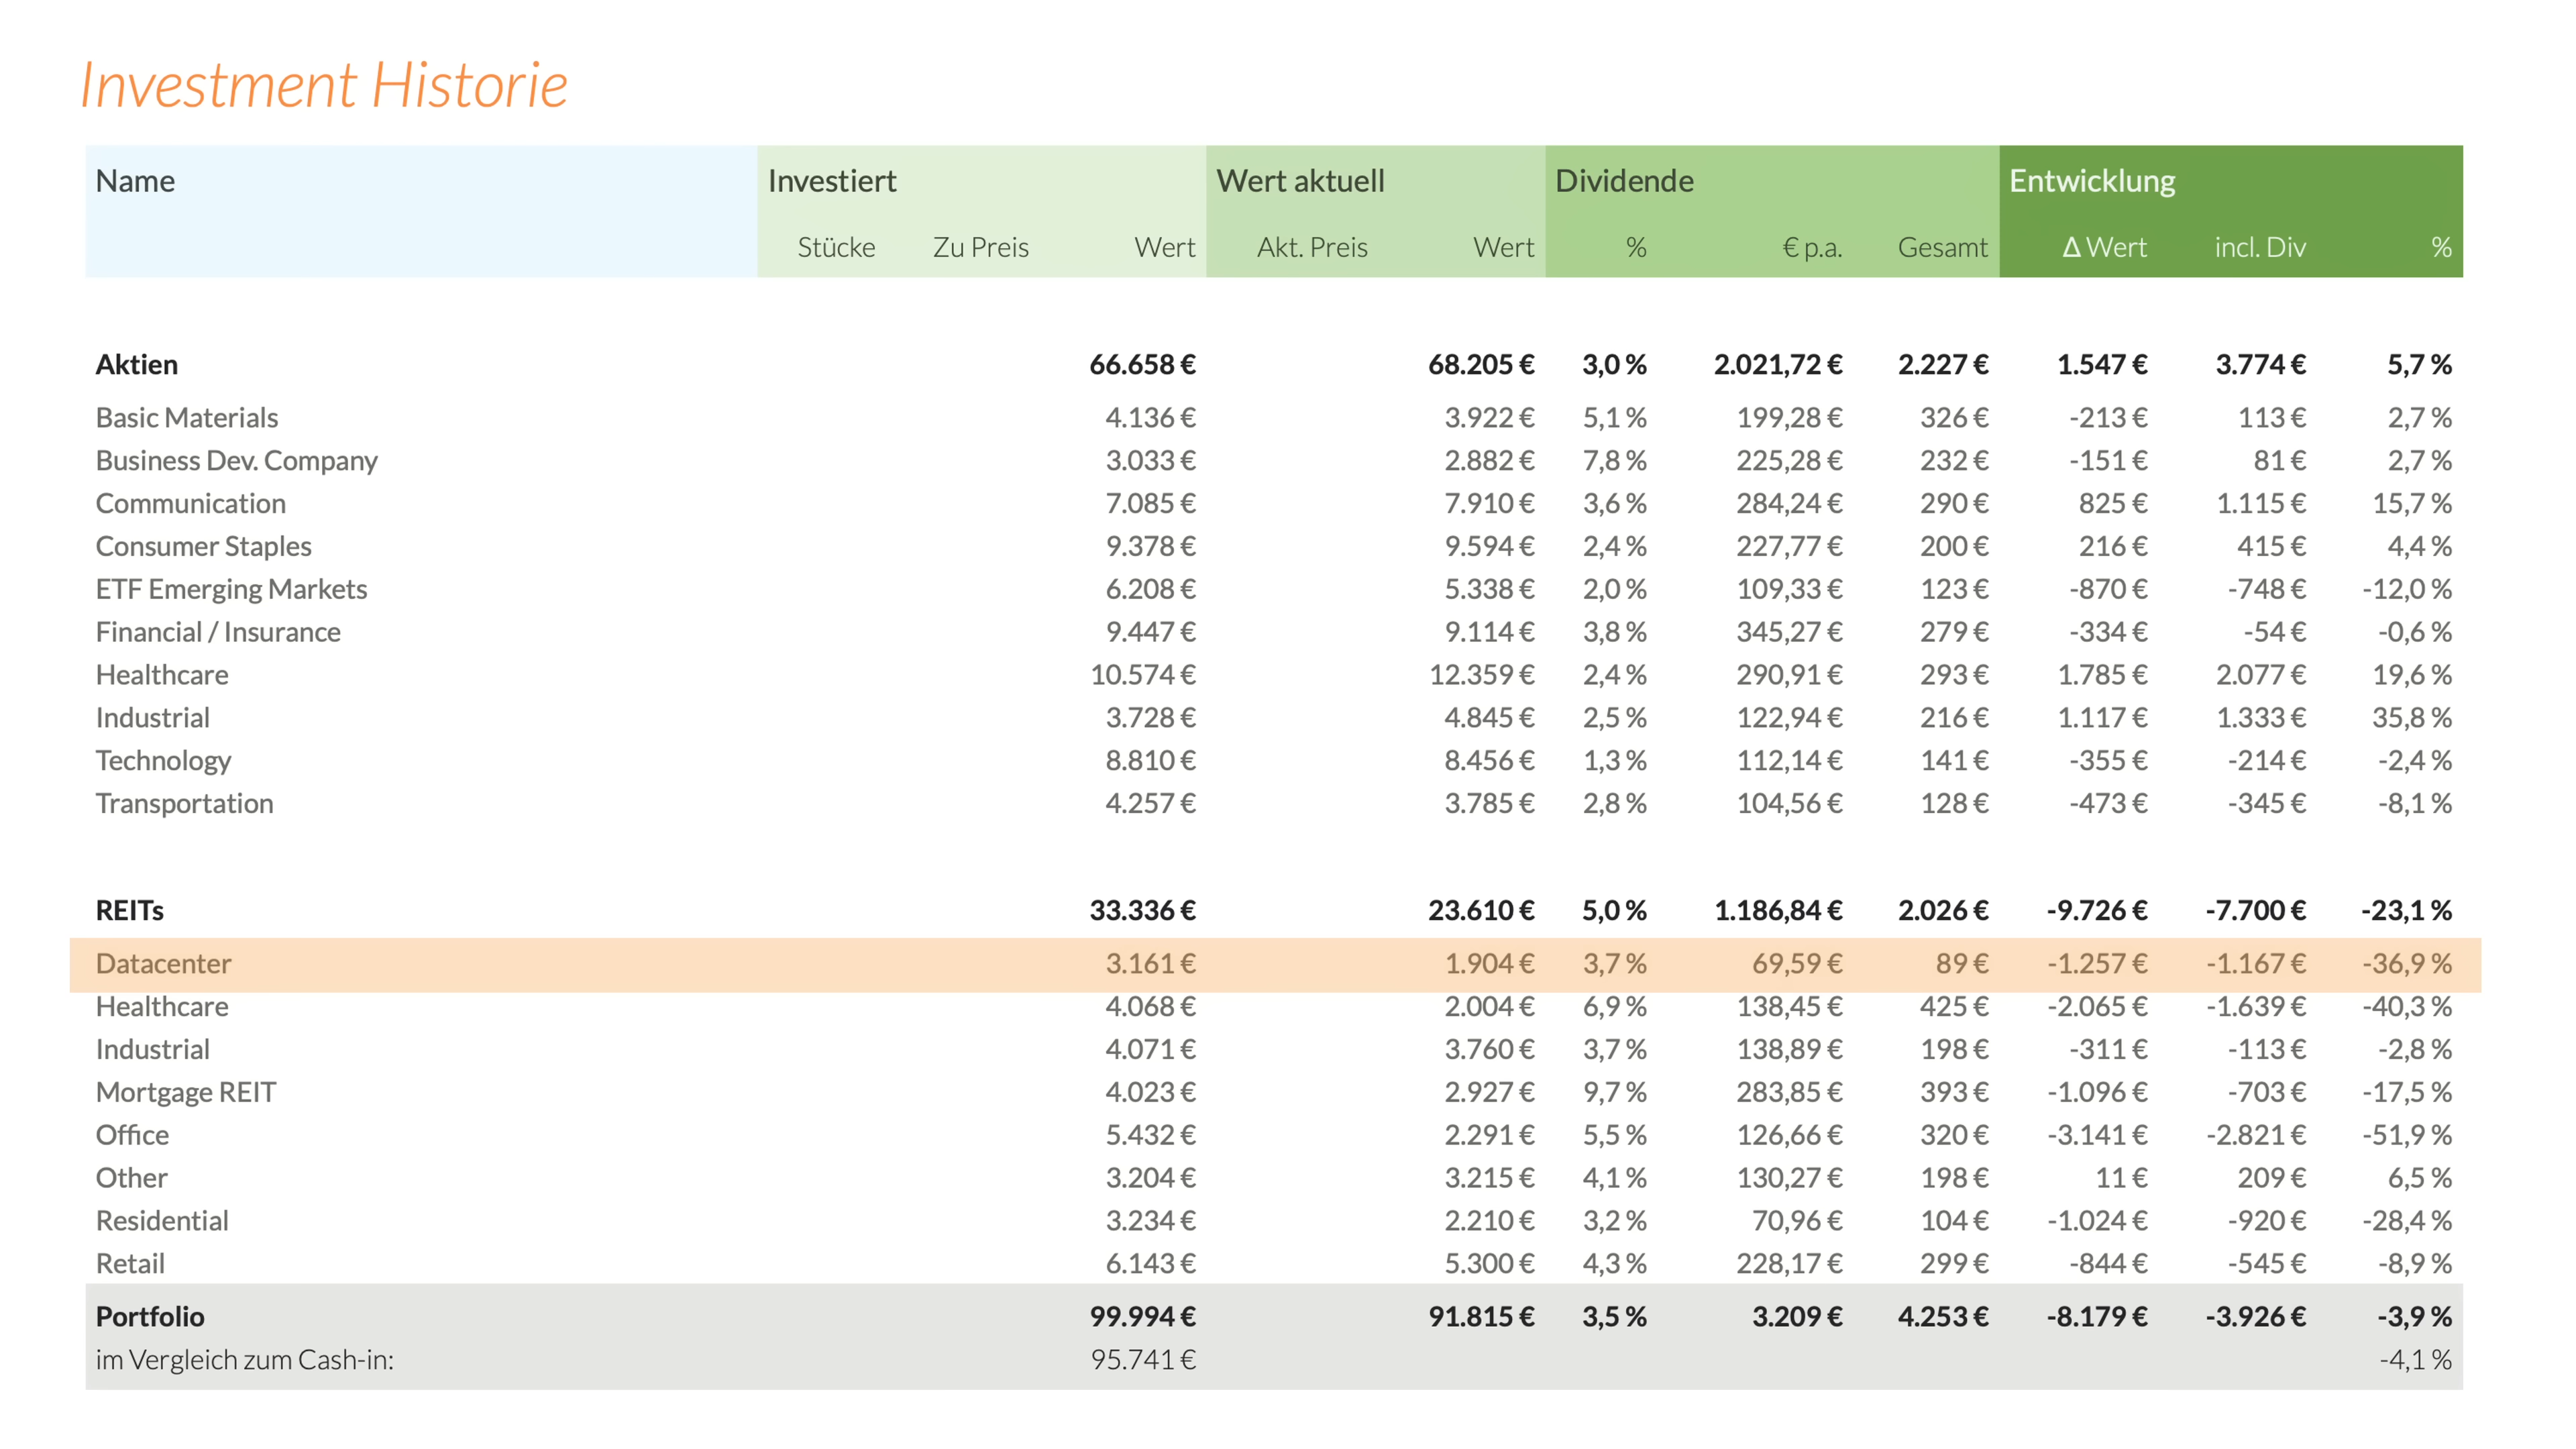 Investment Historie
Name Investiert Wert aktuell Dividende Entwicklung
Stücke Zu Preis Wert Akt. Preis Wert % € p.a. Gesamt Δ Wert incl. Div %
Aktien 66.658 € 68.205 € 3,0 % 2.021,72 € 2.227 € 1.547 € 3.774 € 5,7 %
Basic Materials 4.136 € 3.922 € 5,1 % 199,28 € 326 € -213 € 113 € 2,7 %
Business Dev. Company 3.033 € 2.882 € 7,8 % 225,28 € 232 € -151 € 81 € 2,7 %
Communication 7.085 € 7.910 € 3,6 % 284,24 € 290 € 825 € 1.115 € 15,7 %
Consumer Staples 9.378 € 9.594 € 2,4 % 227,77 € 200 € 216 € 415 € 4,4 %
ETF Emerging Markets 6.208 € 5.338 € 2,0 % 109,33 € 123 € -870 € -748 € -12,0 %
Financial / Insurance 9.447 € 9.114 € 3,8 % 345,27 € 279 € -334 € -54 € -0,6 %
Healthcare 10.574 € 12.359 € 2,4 % 290,91 € 293 € 1.785 € 2.077 € 19,6 %
Industrial 3.728 € 4.845 € 2,5 % 122,94 € 216 € 1.117 € 1.333 € 35,8 %
Technology 8.810 € 8.456 € 1,3 % 112,14 € 141 € -355 € -214 € -2,4 %
Transportation 4.257 € 3.785 € 2,8 % 104,56 € 128 € -473 € -345 € -8,1 %
REITs 33.336 € 23.610 € 5,0 % 1.186,84 € 2.026 € -9.726 € -7.700 € -23,1 %
Datacenter 3.161 € 1.904 € 3,7 % 69,59 € 89 € -1.257 € -1.167 € -36,9 %
Healthcare 4.068 € 2.004 € 6,9 % 138,45 € 425 € -2.065 € -1.639 € -40,3 %
Industrial 4.071 € 3.760 € 3,7 % 138,89 € 198 € -311 € -113 € -2,8 %
Mortgage REIT 4.023 € 2.927 € 9,7 % 283,85 € 393 € -1.096 € -703 € -17,5 %
Office 5.432 € 2.291 € 5,5 % 126,66 € 320 € -3.141 € -2.821 € -51,9 %
Other 3.204 € 3.215 € 4,1 % 130,27 € 198 € 11 € 209 € 6,5 %
Residential 3.234 € 2.210 € 3,2 % 70,96 € 104 € -1.024 € -920 € -28,4 %
Retail 6.143 € 5.300 € 4,3 % 228,17 € 299 € -844 € -545 € -8,9 %
Portfolio 99.994 € 91.815 € 3,5 % 3.209 € 4.253 € -8.179 € -3.926 € -3,9 %
im Vergleich zum Cash-in: 95.741 € -4,1 %